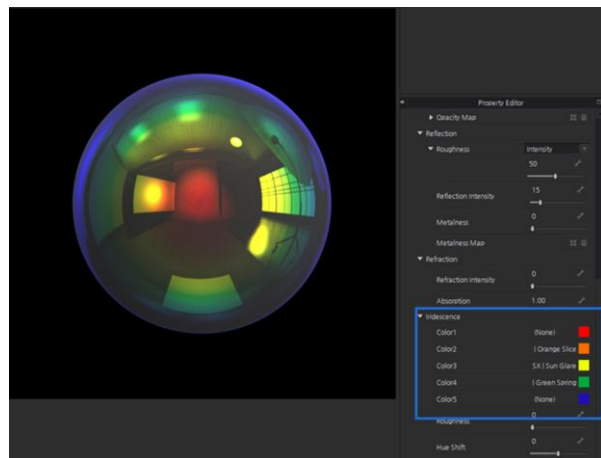 Property Editor
Opacity Map
Reflection
Roughness Intensity
50
Reflection Intensity 15
Metalness 0
Metalness Map
Refraction
Refraction Intensity 0
Absorption 1.00
Iridescence
Color1 (None)
Color2 | Orange Slice
Color3 SX | Sun Glare
Color4 | Green Spring
Color5 (None)
Roughness 0
Hue Shift 0